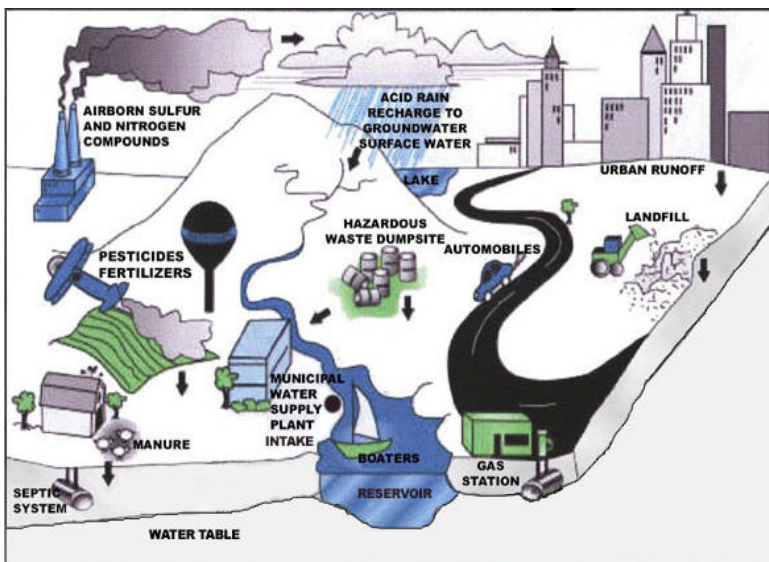 AIRBORN SULFUR
AND NITROGEN
COMPOUNDS
ACID RAIN
RECHARGE TO
GROUNDWATER
SURFACE WATER
LAKE
URBAN RUNOFF
LANDFILL
HAZARDOUS
WASTE DUMPSITE
AUTOMOBILES
PESTICIDES
FERTILIZERS
MUNICIPAL
WATER
SUPPLY
PLANT
INTAKE
MANURE
BOATERS
GAS
STATION
SEPTIC
SYSTEM
RESERVOIR
WATER TABLE